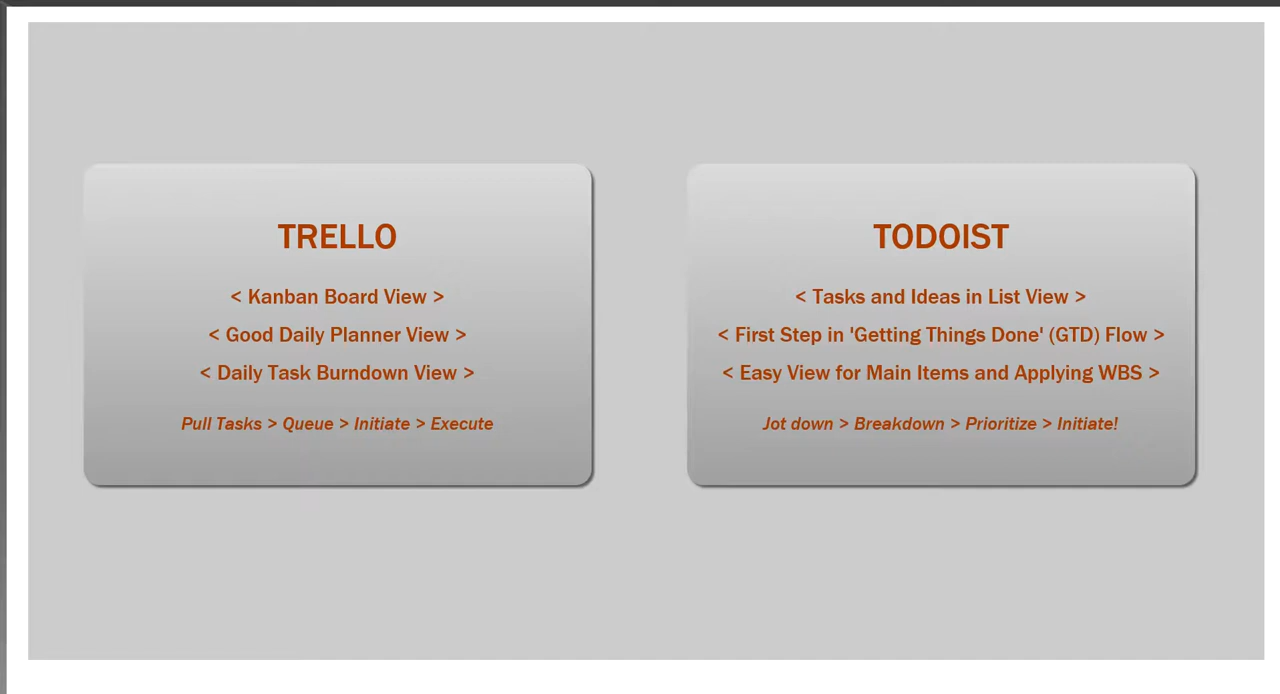 TRELLO
< Kanban Board View >
< Good Daily Planner View >
< Daily Task Burndown View >
Pull Tasks > Queue > Initiate > Execute
TODOIST
< Tasks and Ideas in List View >
< First Step in 'Getting Things Done' (GTD) Flow >
< Easy View for Main Items and Applying WBS >
Jot down > Breakdown > Prioritize > Initiate!